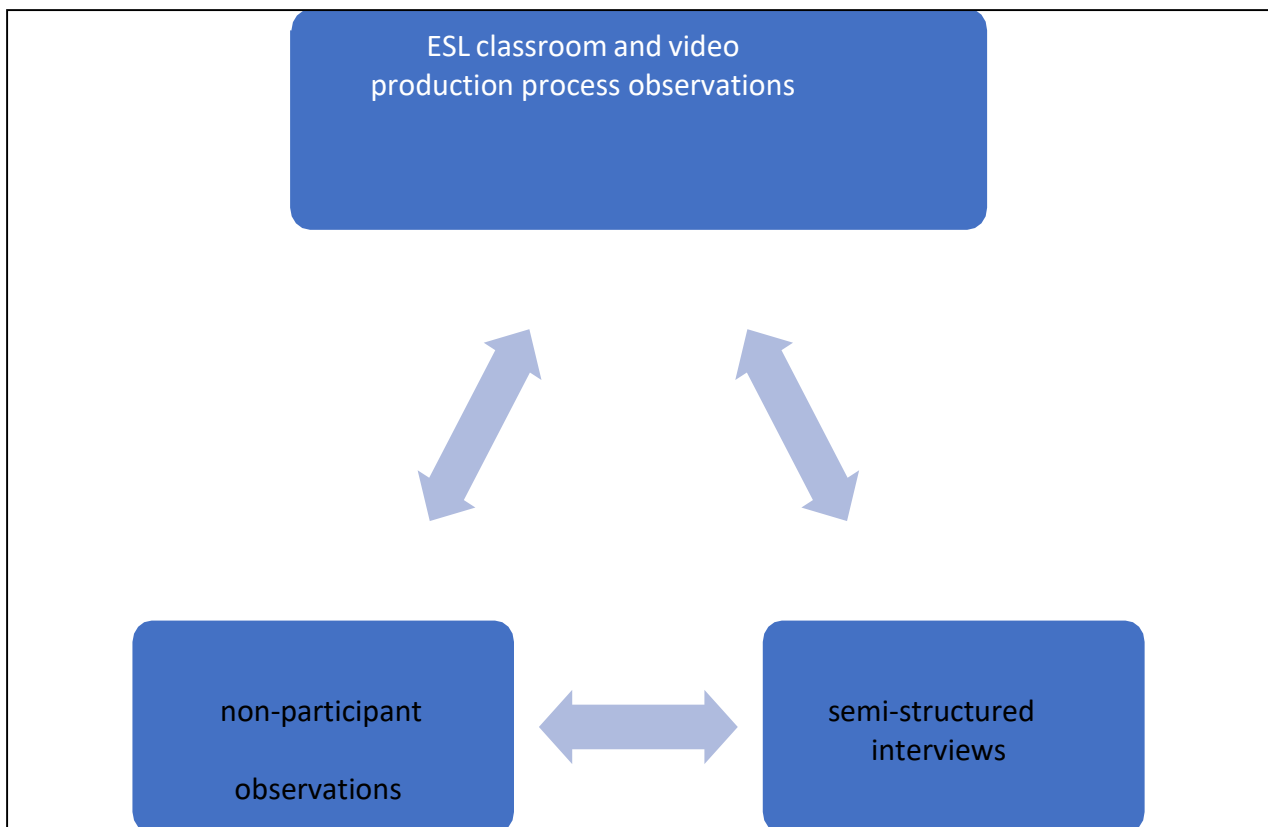 ESL classroom and video
production process observations
non-participant
observations
semi-structured
interviews